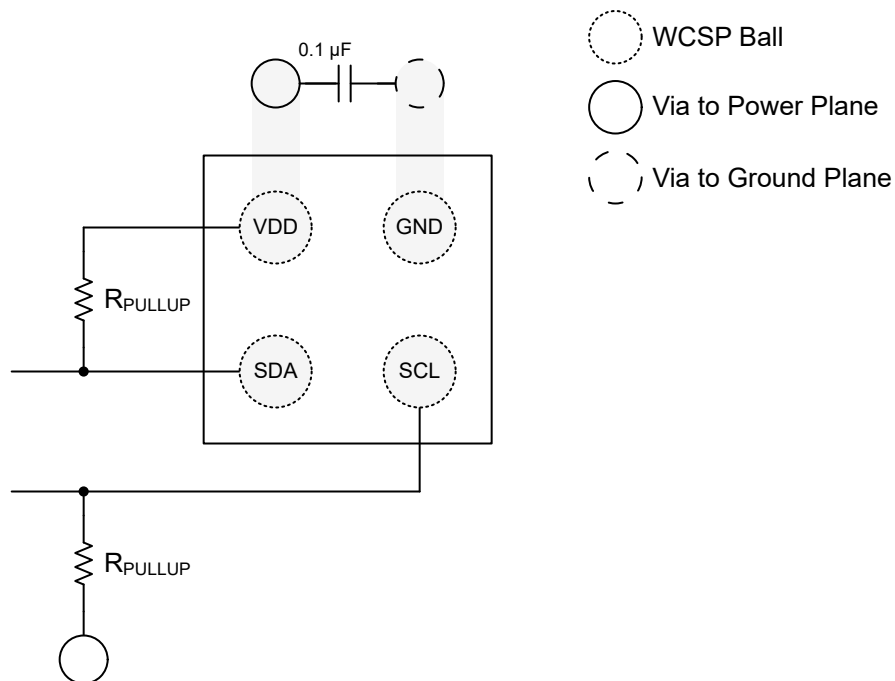 0.1 µF
WCSP Ball
Via to Power Plane
Via to Ground Plane
VDD
GND
RPULLUP
SDA
SCL
RPULLUP